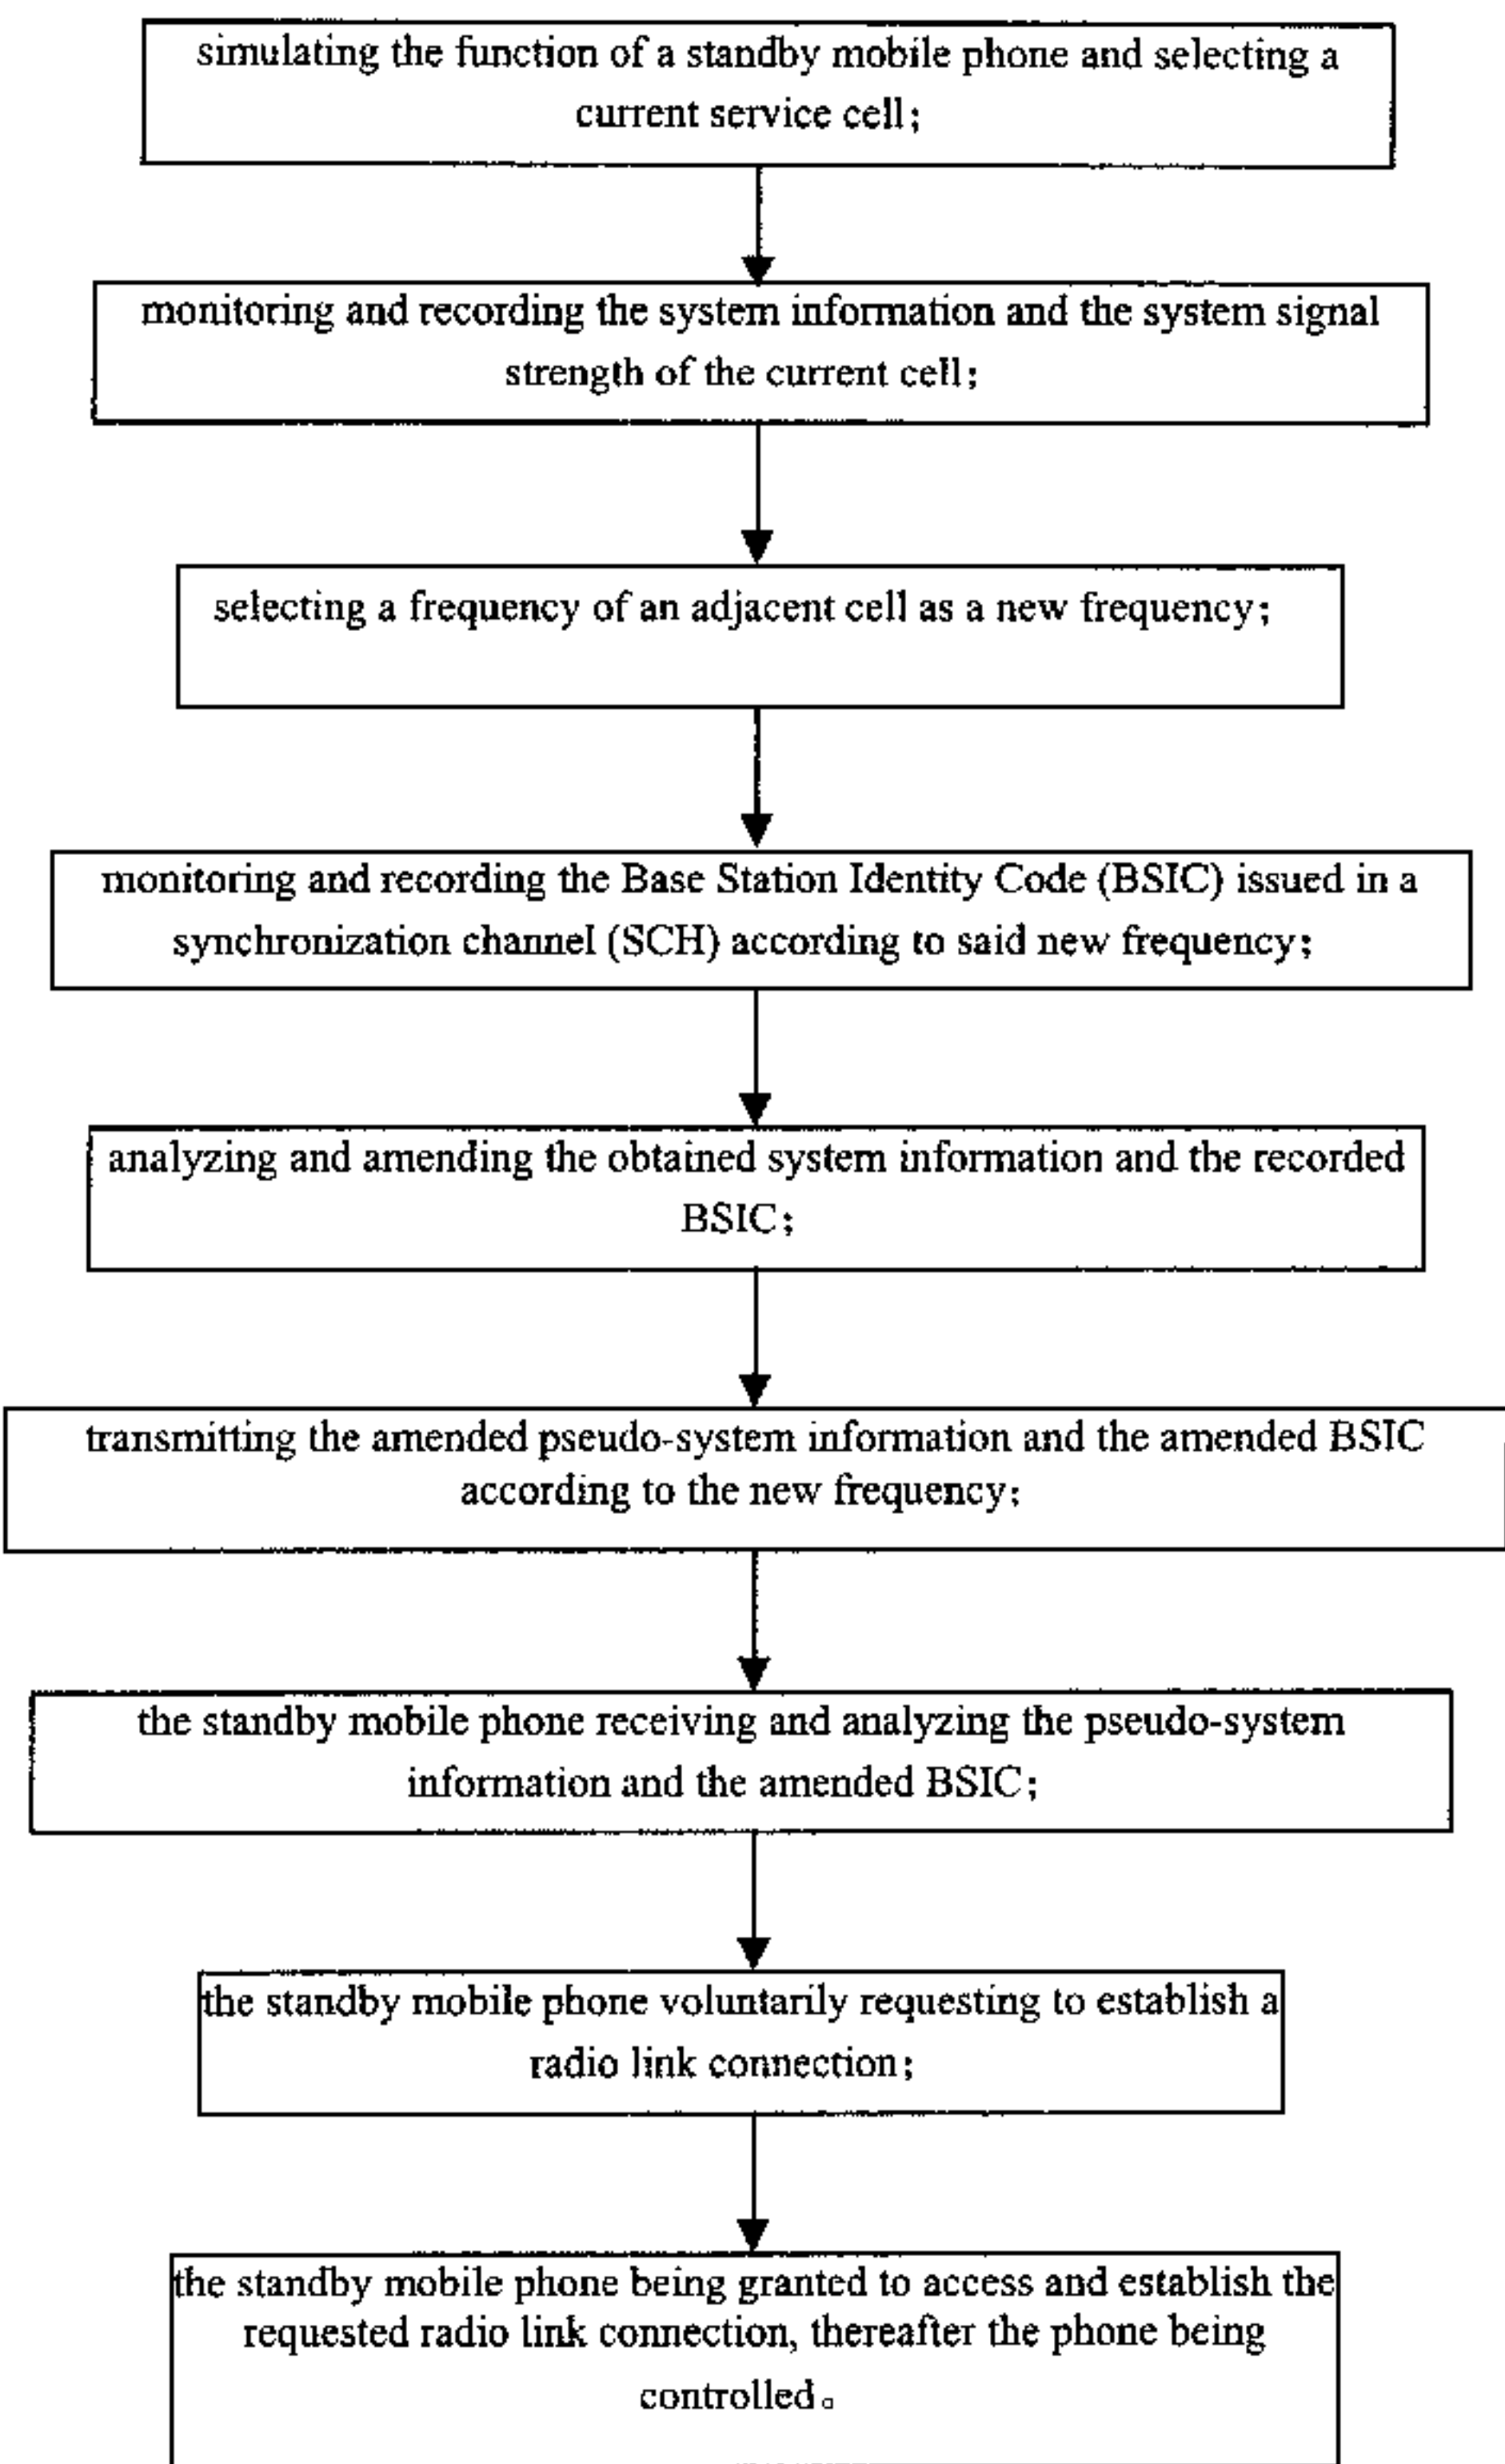 simulating the function of a standby mobile phone and selecting a
current service cell；
monitoring and recording the system information and the system signal
strength of the current cell；
selecting a frequency of an adjacent cell as a new frequency；
monitoring and recording the Base Station Identity Code (BSIC) issued in a
synchronization channel (SCH) according to said new frequency；
analyzing and amending the obtained system information and the recorded
BSIC；
transmitting the amended pseudo-system information and the amended BSIC
according to the new frequency；
the standby mobile phone receiving and analyzing the pseudo-system
information and the amended BSIC；
the standby mobile phone voluntarily requesting to establish a
radio link connection；
the standby mobile phone being granted to access and establish the
requested radio link connection, thereafter the phone being
controlled。